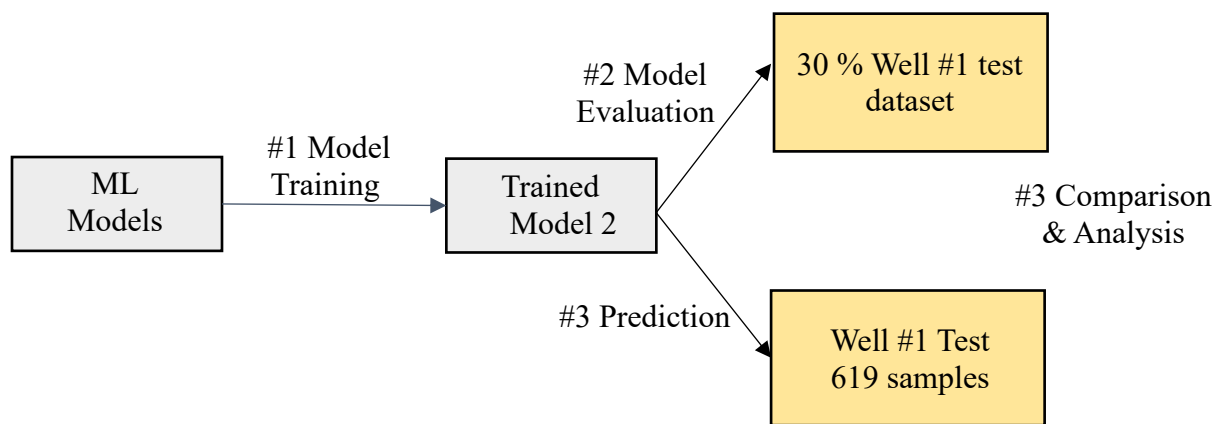 ML
Models
#1 Model
Training
Trained
Model 2
#2 Model
Evaluation
30 % Well #1 test
dataset
#3 Prediction
Well #1 Test
619 samples
#3 Comparison
& Analysis